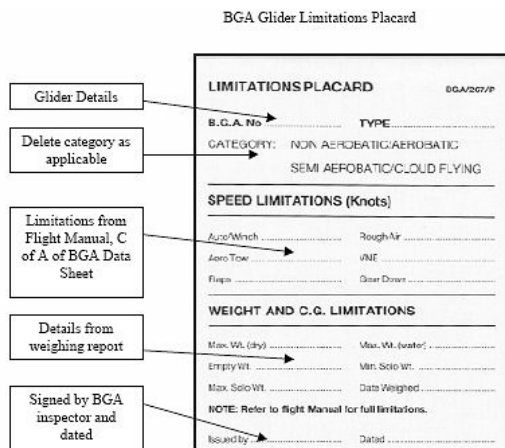 BGA Glider Limitations Placard
LIMITATIONS PLACARD BGA/267/P
Glider Details
B.G.A. No TYPE
Delete category as
applicable
CATEGORY: NON AEROBATIC/AEROBATIC
SEMI AEROBATIC/CLOUD FLYING
SPEED LIMITATIONS (Knots)
Limitations from
Flight Manual, C
of A of BGA Data
Sheet
Auto/Winch Rough Air
Aero Tow VNE
Flaps Gear Down
WEIGHT AND C.G. LIMITATIONS
Details from
weighing report
Max. Wt. (dry) Max. Wt. (water)
Empty Wt. Min. Solo Wt.
Max. Solo Wt. Date Weighed
NOTE: Refer to flight Manual for full limitations.
Signed by BGA
inspector and
dated
Issued by Dated